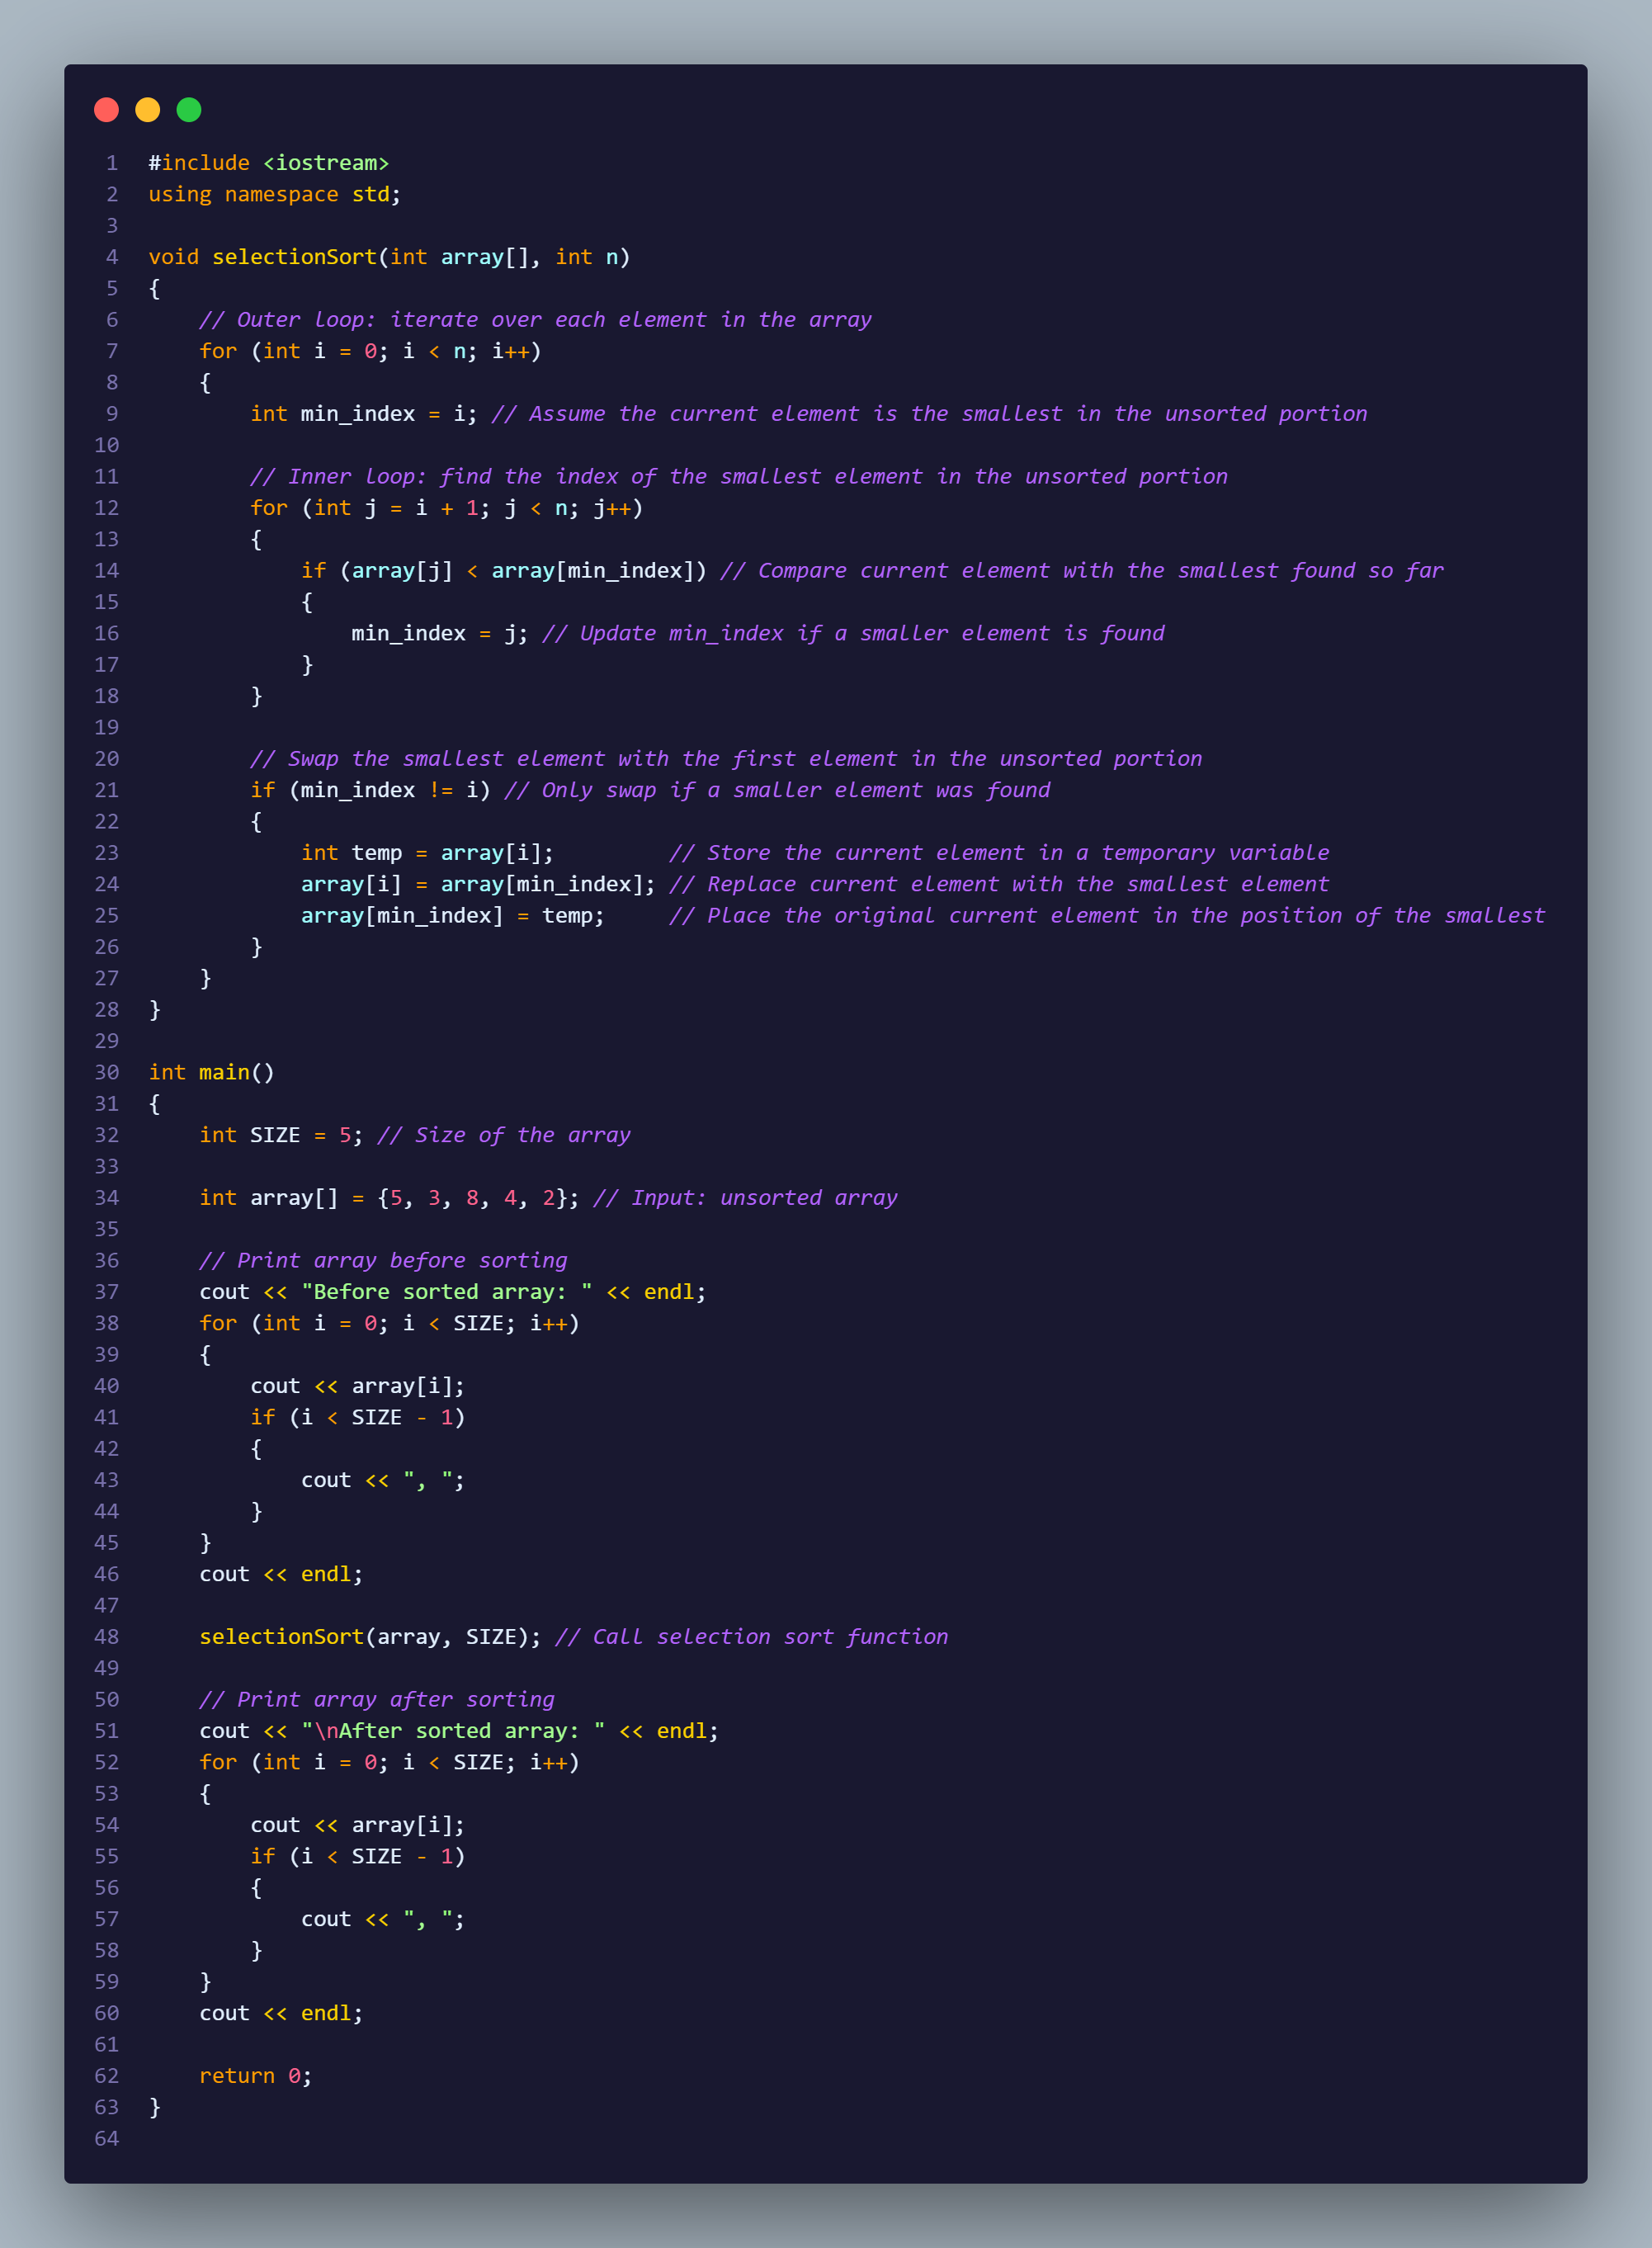 1 #include <iostream>
2 using namespace std;
3
4 void selectionSort(int array[], int n)
5 {
6     // Outer loop: iterate over each element in the array
7     for (int i = 0; i < n; i++)
8     {
9         int min_index = i; // Assume the current element is the smallest in the unsorted portion
10
11         // Inner loop: find the index of the smallest element in the unsorted portion
12         for (int j = i + 1; j < n; j++)
13         {
14             if (array[j] < array[min_index]) // Compare current element with the smallest found so far
15             {
16                 min_index = j; // Update min_index if a smaller element is found
17             }
18         }
19
20         // Swap the smallest element with the first element in the unsorted portion
21         if (min_index != i) // Only swap if a smaller element was found
22         {
23             int temp = array[i];         // Store the current element in a temporary variable
24             array[i] = array[min_index]; // Replace current element with the smallest element
25             array[min_index] = temp;     // Place the original current element in the position of the smallest
26         }
27     }
28 }
29
30 int main()
31 {
32     int SIZE = 5; // Size of the array
33
34     int array[] = {5, 3, 8, 4, 2}; // Input: unsorted array
35
36     // Print array before sorting
37     cout << "Before sorted array: " << endl;
38     for (int i = 0; i < SIZE; i++)
39     {
40         cout << array[i];
41         if (i < SIZE - 1)
42         {
43             cout << ", ";
44         }
45     }
46     cout << endl;
47
48     selectionSort(array, SIZE); // Call selection sort function
49
50     // Print array after sorting
51     cout << "\nAfter sorted array: " << endl;
52     for (int i = 0; i < SIZE; i++)
53     {
54         cout << array[i];
55         if (i < SIZE - 1)
56         {
57             cout << ", ";
58         }
59     }
60     cout << endl;
61
62     return 0;
63 }
64